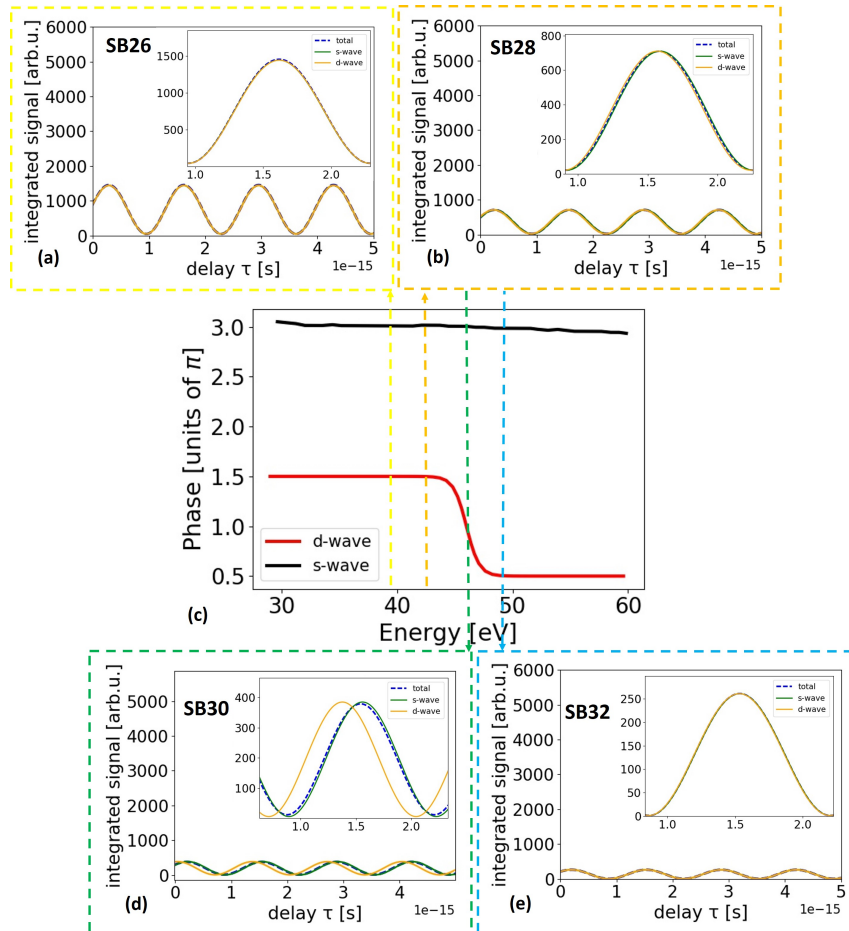 integrated signal [arb.u.]
6000
5000
4000
3000
2000
1000
0
SB26
1500
1000
500
1.0 1.5 2.0
total
s-wave
d-wave
0 1 2 3 4 5
(a)
delay τ [s]
1e−15
integrated signal [arb.u.]
6000
5000
4000
3000
2000
1000
0
SB28
800
600
400
200
0
1.0 1.5 2.0
total
s-wave
d-wave
0 1 2 3 4 5
(b)
delay τ [s]
1e−15
Phase [units of π]
3.0
2.5
2.0
1.5
1.0
0.5
d-wave
s-wave
30 40 50 60
(c)
Energy [eV]
integrated signal [arb.u.]
5000
4000
3000
2000
1000
0
SB30
400
300
200
100
1.0 1.5 2.0
total
s-wave
d-wave
0 1 2 3 4
(d)
delay τ [s]
1e−15
integrated signal [arb.u.]
6000
5000
4000
3000
2000
1000
0
SB32
250
200
150
100
50
0
1.0 1.5 2.0
total
s-wave
d-wave
0 1 2 3 4 5
(e)
delay τ [s]
1e−15